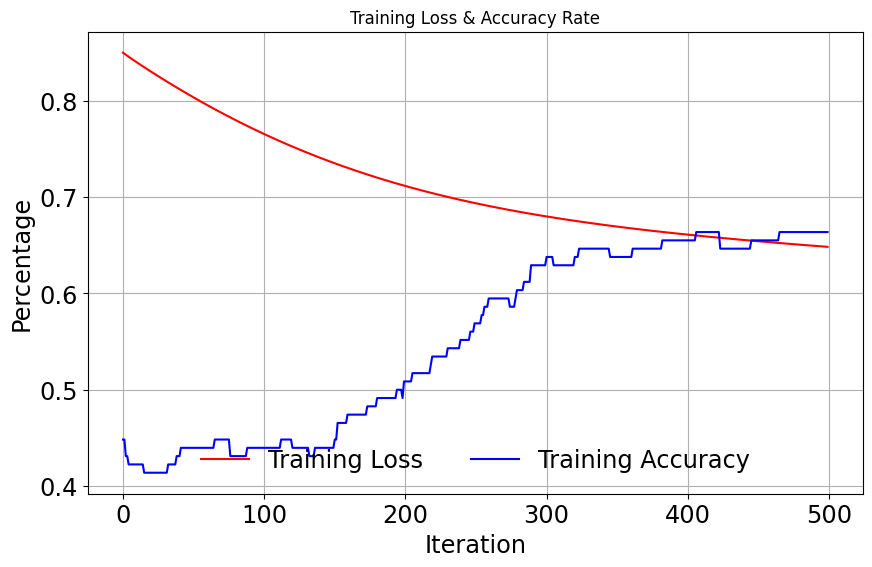 Training Loss & Accuracy Rate
Percentage
0.8
0.7
0.6
0.5
0.4
Training Loss
Training Accuracy
0 100 200 300 400 500
Iteration